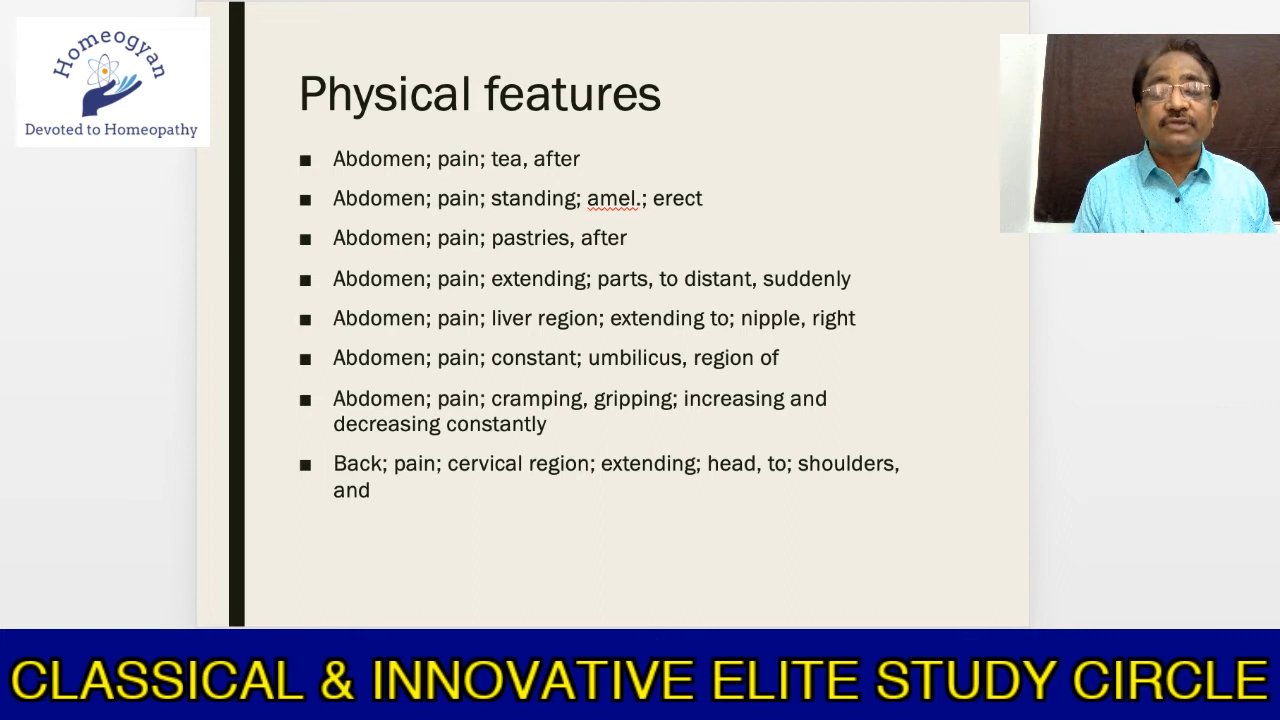 Homeogyan
Devoted to Homeopathy
Physical features
Abdomen; pain; tea, after
Abdomen; pain; standing; amel.; erect
Abdomen; pain; pastries, after
Abdomen; pain; extending; parts, to distant, suddenly
Abdomen; pain; liver region; extending to; nipple, right
Abdomen; pain; constant; umbilicus, region of
Abdomen; pain; cramping, gripping; increasing and
decreasing constantly
Back; pain; cervical region; extending; head, to; shoulders,
and
CLASSICAL & INNOVATIVE ELITE STUDY CIRCLE